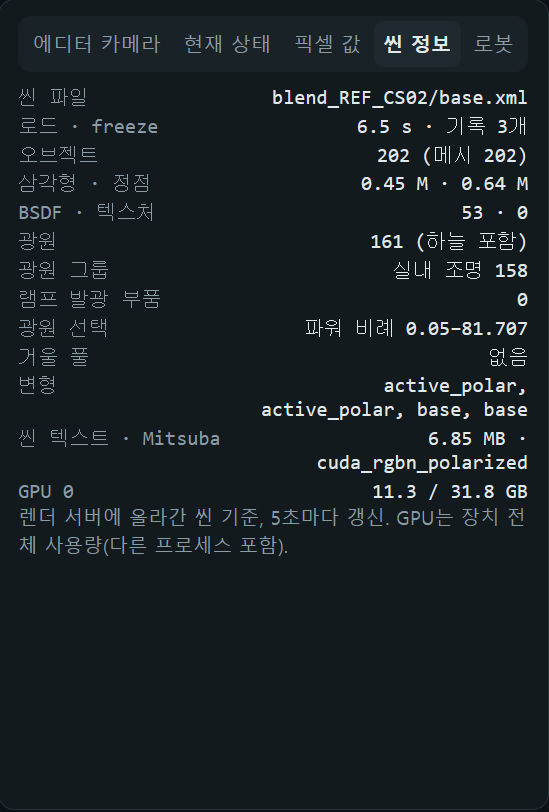 에디터 카메라 현재 상태 픽셀 값 씬 정보 로봇
씬 파일 blend_REF_CS02/base.xml
로드 · freeze 6.5 s · 기록 3개
오브젝트 202 (메시 202)
삼각형 · 정점 0.45 M · 0.64 M
BSDF · 텍스처 53 · 0
광원 161 (하늘 포함)
광원 그룹 실내 조명 158
램프 발광 부품 0
광원 선택 파워 비례 0.05–81.707
거울 풀 없음
변형 active_polar,
active_polar, base, base
씬 텍스트 · Mitsuba 6.85 MB ·
cuda_rgbn_polarized
GPU 0 11.3 / 31.8 GB
렌더 서버에 올라간 씬 기준, 5초마다 갱신. GPU는 장치 전
체 사용량(다른 프로세스 포함).